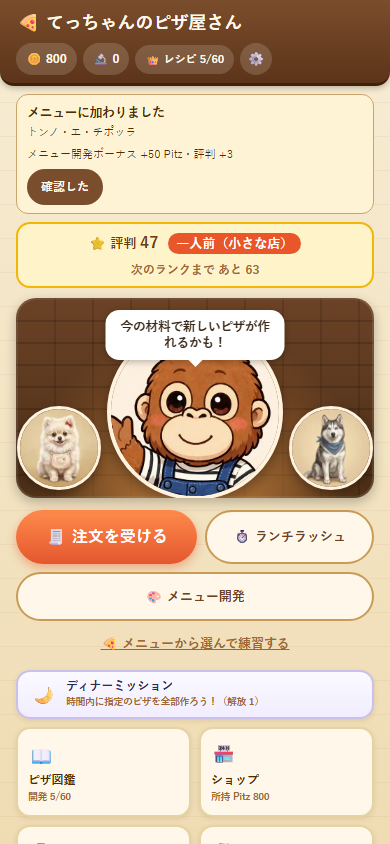 てっちゃんのピザ屋さん
800
0
レシピ 5/60
メニューに加わりました
トンノ・エ・チポッラ
メニュー開発ボーナス +50 Pitz・評判 +3
確認した
評判 47 一人前（小さな店）
次のランクまで あと 63
今の材料で新しいピザが作
れるかも！
注文を受ける
ランチラッシュ
メニュー開発
メニューから選んで練習する
ディナーミッション
時間内に指定のピザを全部作ろう！（解放 1）
ピザ図鑑
開発 5/60
ショップ
所持 Pitz 800